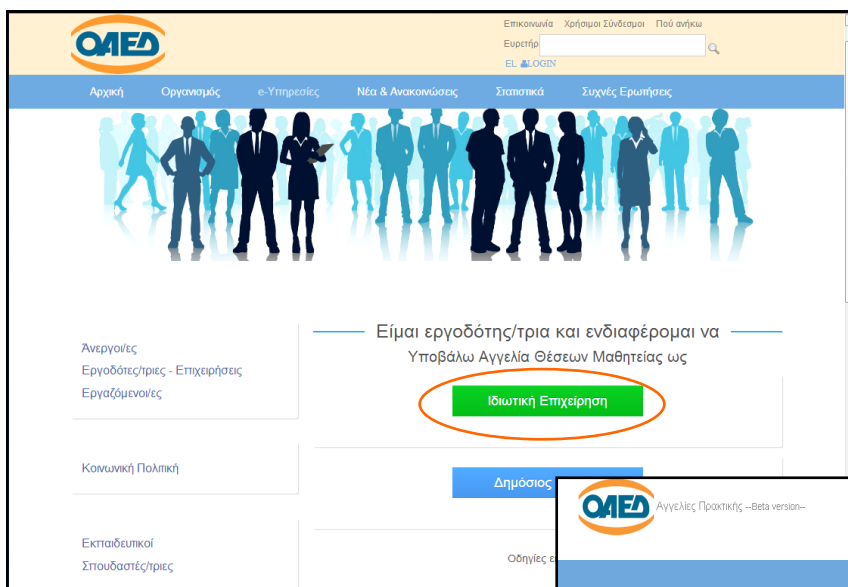 ΟΑΕΔ
Επικοινωνία Χρήσιμοι Σύνδεσμοι Πού ανήκω
Ευρετήρ
EL LOGIN
Αρχική Οργανισμός e-Υπηρεσίες Νέα & Ανακοινώσεις Στατιστικά Συχνές Ερωτήσεις
Είμαι εργοδότης/τρια και ενδιαφέρομαι να
Υποβάλω Αγγελία Θέσεων Μαθητείας ως
Άνεργοι/ες
Εργοδότες/τριες - Επιχειρήσεις
Εργαζόμενοι/ες
Ιδιωτική Επιχείρηση
Κοινωνική Πολιτική
Δημόσιος
ΟΑΕΔ Αγγελίες Πρακτικής --Beta version--
Εκπαιδευτικοί
Σπουδαστές/τριες
Οδηγίες